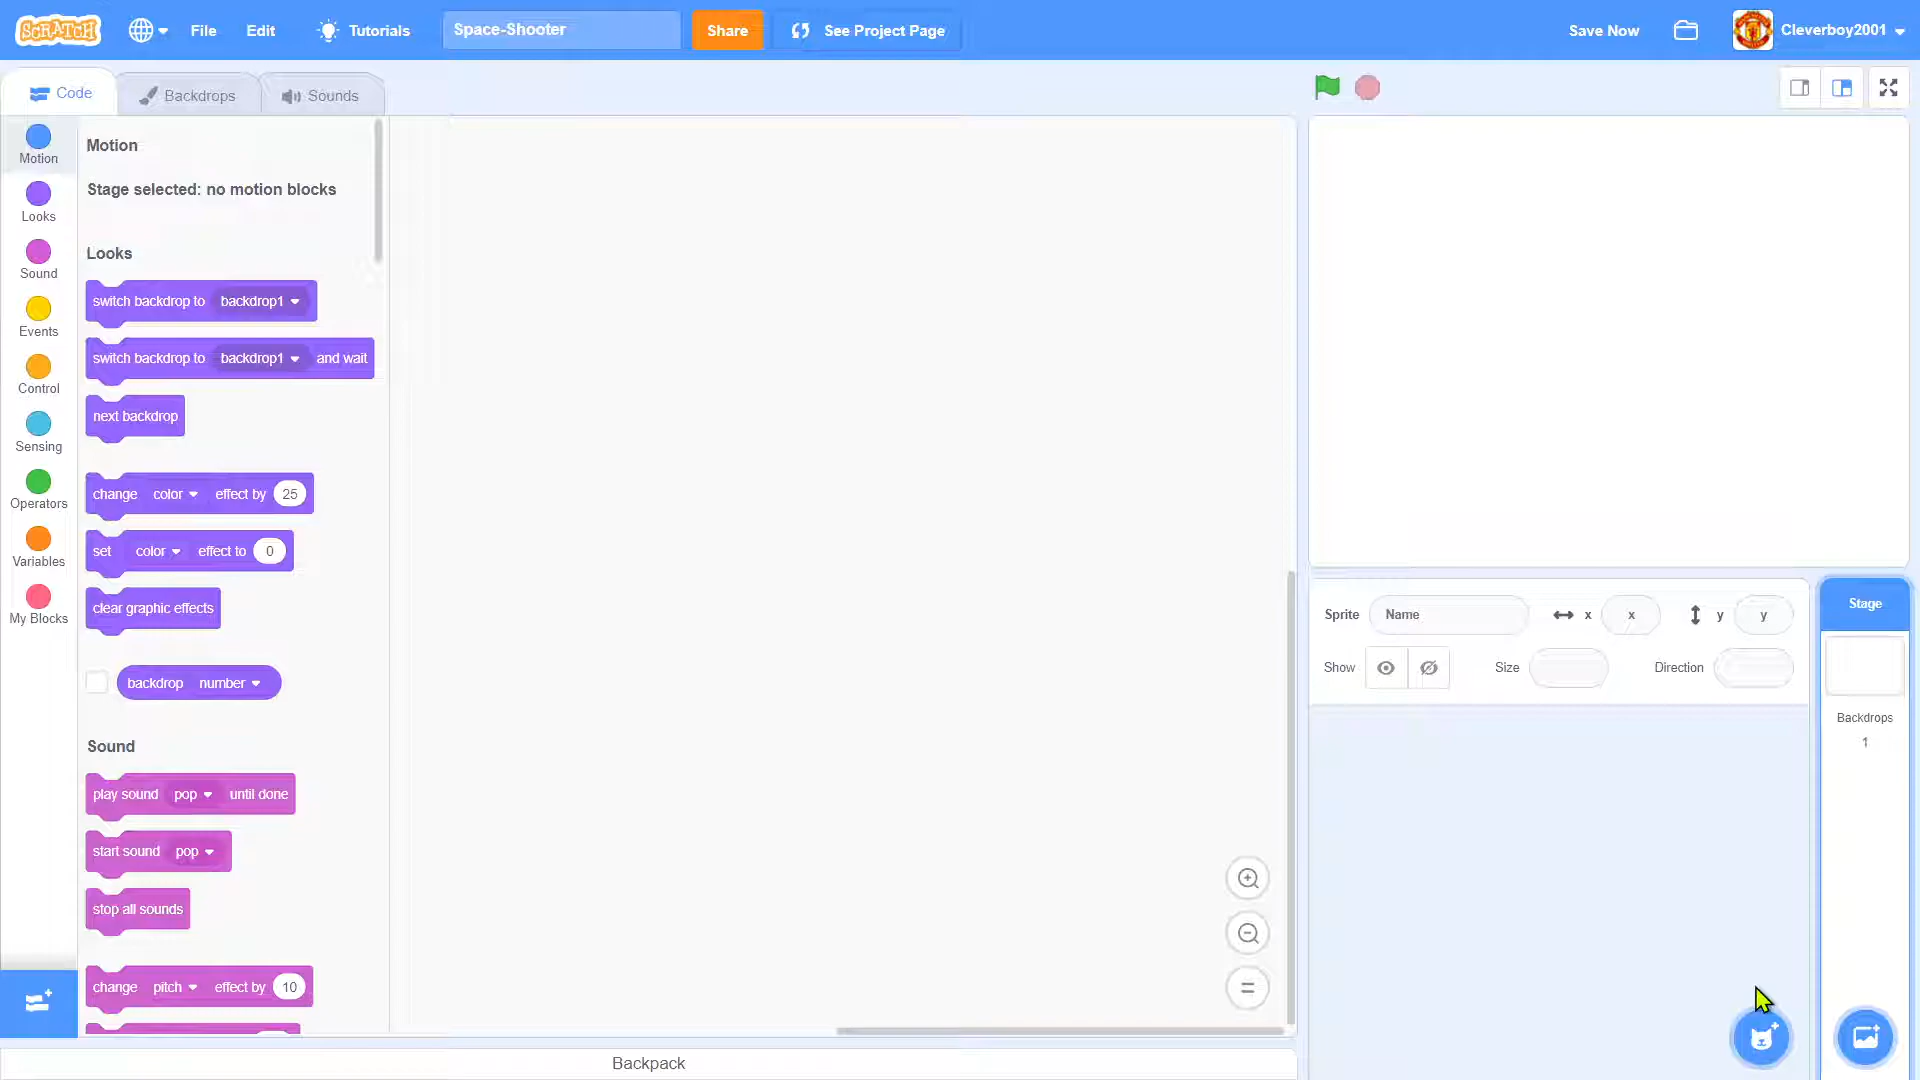 SCRATCH
File
Edit
Tutorials
Space-Shooter
Share
See Project Page
Save Now
Cleverboy2001
Code
Backdrops
Sounds
Motion
Looks
Sound
Events
Control
Sensing
Operators
Variables
My Blocks
Motion
Stage selected: no motion blocks
Looks
switch backdrop to backdrop1
switch backdrop to backdrop1 and wait
next backdrop
change color effect by 25
set color effect to 0
clear graphic effects
backdrop number
Sound
play sound pop until done
start sound pop
stop all sounds
change pitch effect by 10
Backpack
Sprite Name x x y y
Show Size Direction
Stage
Backdrops
1